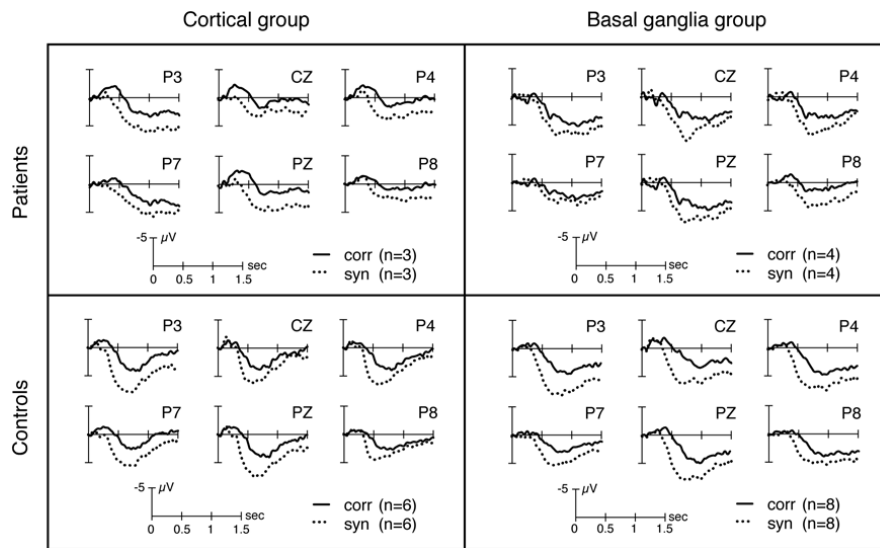 Cortical group
Basal ganglia group
Patients
P3 CZ P4
P7 PZ P8
-5 µV
0 0.5 1 1.5 sec
corr (n=3)
syn (n=3)
P3 CZ P4
P7 PZ P8
-5 µV
0 0.5 1 1.5 sec
corr (n=4)
syn (n=4)
Controls
P3 CZ P4
P7 PZ P8
-5 µV
0 0.5 1 1.5 sec
corr (n=6)
syn (n=6)
P3 CZ P4
P7 PZ P8
-5 µV
0 0.5 1 1.5 sec
corr (n=8)
syn (n=8)